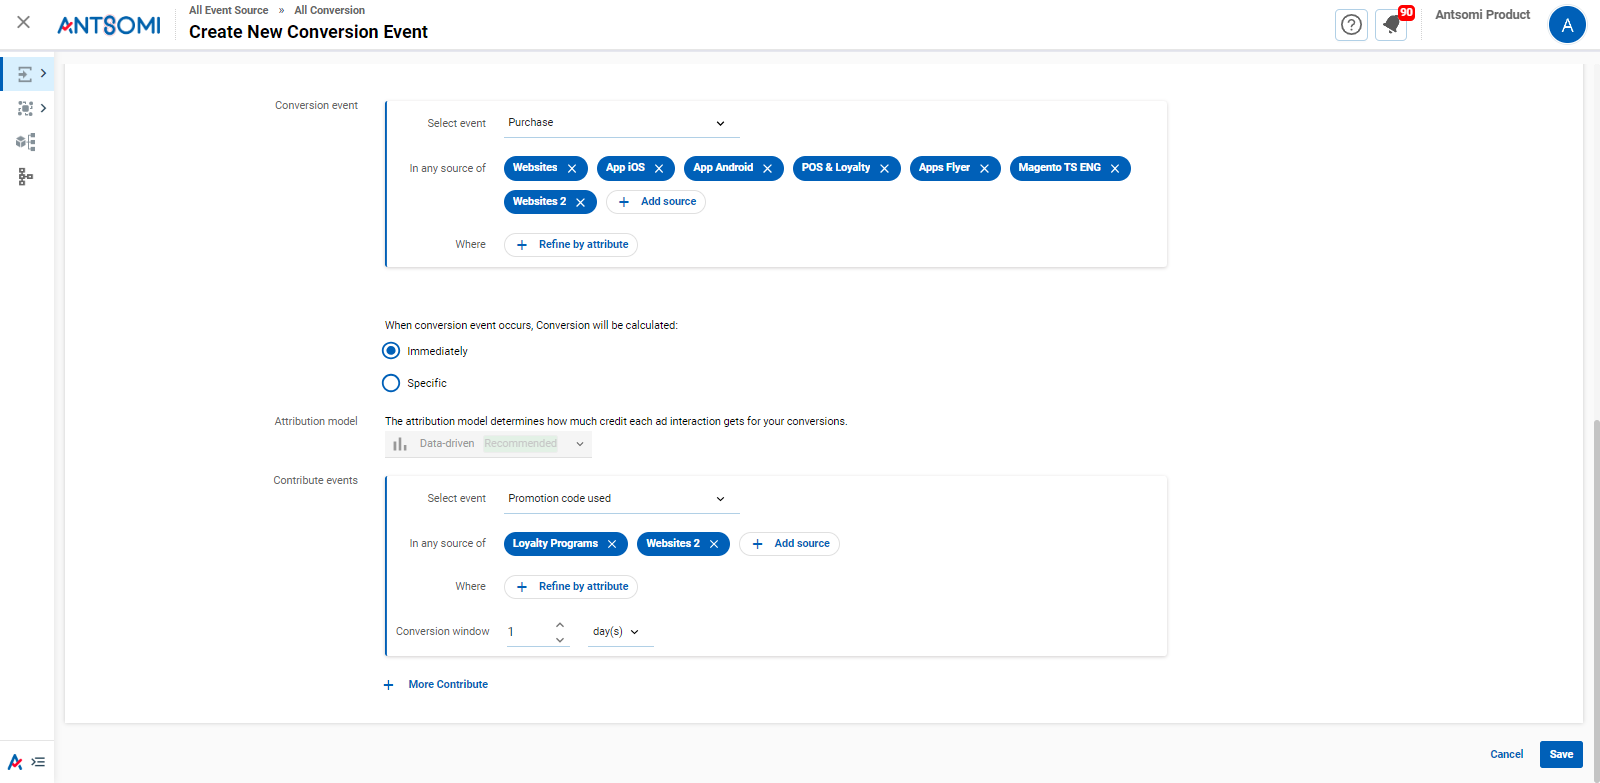 ANTSOMI
All Event Source » All Conversion
Create New Conversion Event
90
Antsomi Product
A
Conversion event
Select event Purchase
In any source of Websites App iOS App Android POS & Loyalty Apps Flyer Magento TS ENG
Websites 2 + Add source
Where + Refine by attribute
When conversion event occurs, Conversion will be calculated:
Immediately
Specific
Attribution model The attribution model determines how much credit each ad interaction gets for your conversions.
Data-driven Recommended
Contribute events
Select event Promotion code used
In any source of Loyalty Programs Websites 2 + Add source
Where + Refine by attribute
Conversion window 1 day(s)
+ More Contribute
Cancel Save